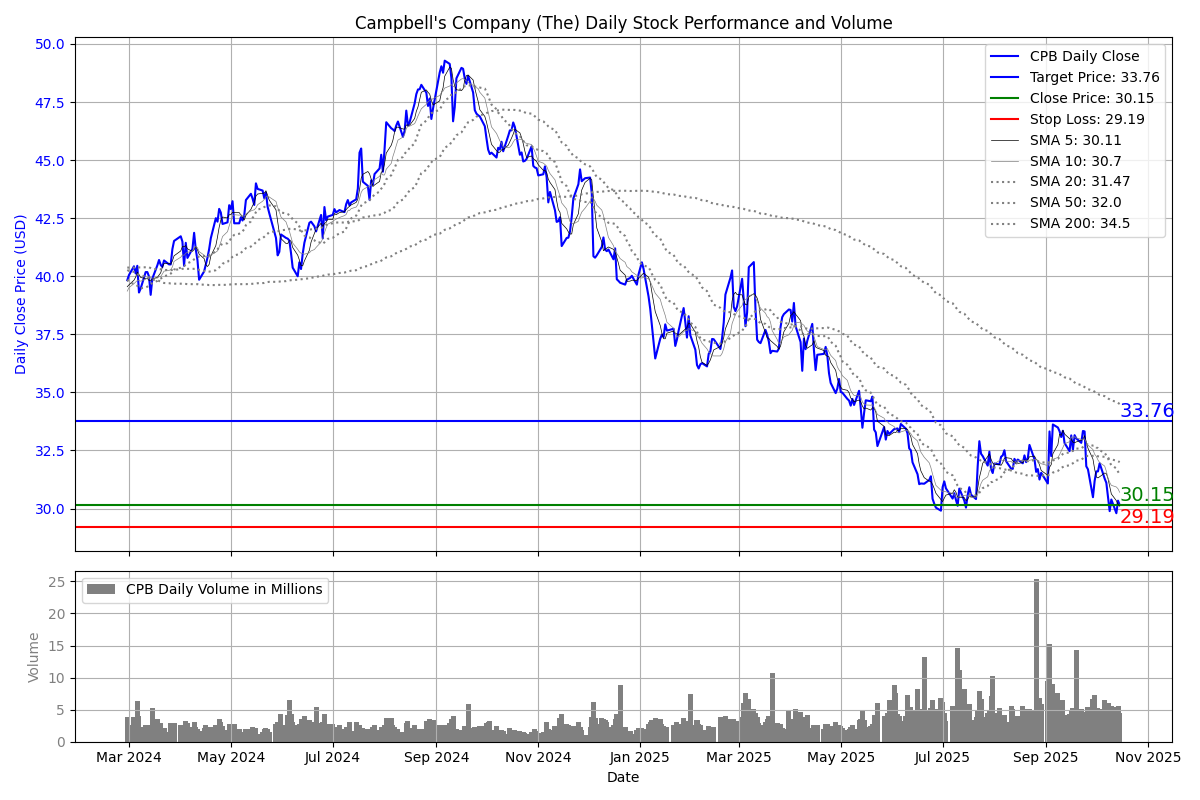 Campbell's Company (The) Daily Stock Performance and Volume
50.0
47.5
45.0
42.5
40.0
37.5
35.0
32.5
30.0
Daily Close Price (USD)
CPB Daily Close
Target Price: 33.76
Close Price: 30.15
Stop Loss: 29.19
SMA 5: 30.11
SMA 10: 30.7
SMA 20: 31.47
SMA 50: 32.0
SMA 200: 34.5
33.76
30.15
29.19
25
20
15
10
5
0
Volume
CPB Daily Volume in Millions
Mar 2024
May 2024
Jul 2024
Sep 2024
Nov 2024
Jan 2025
Mar 2025
May 2025
Jul 2025
Sep 2025
Nov 2025
Date